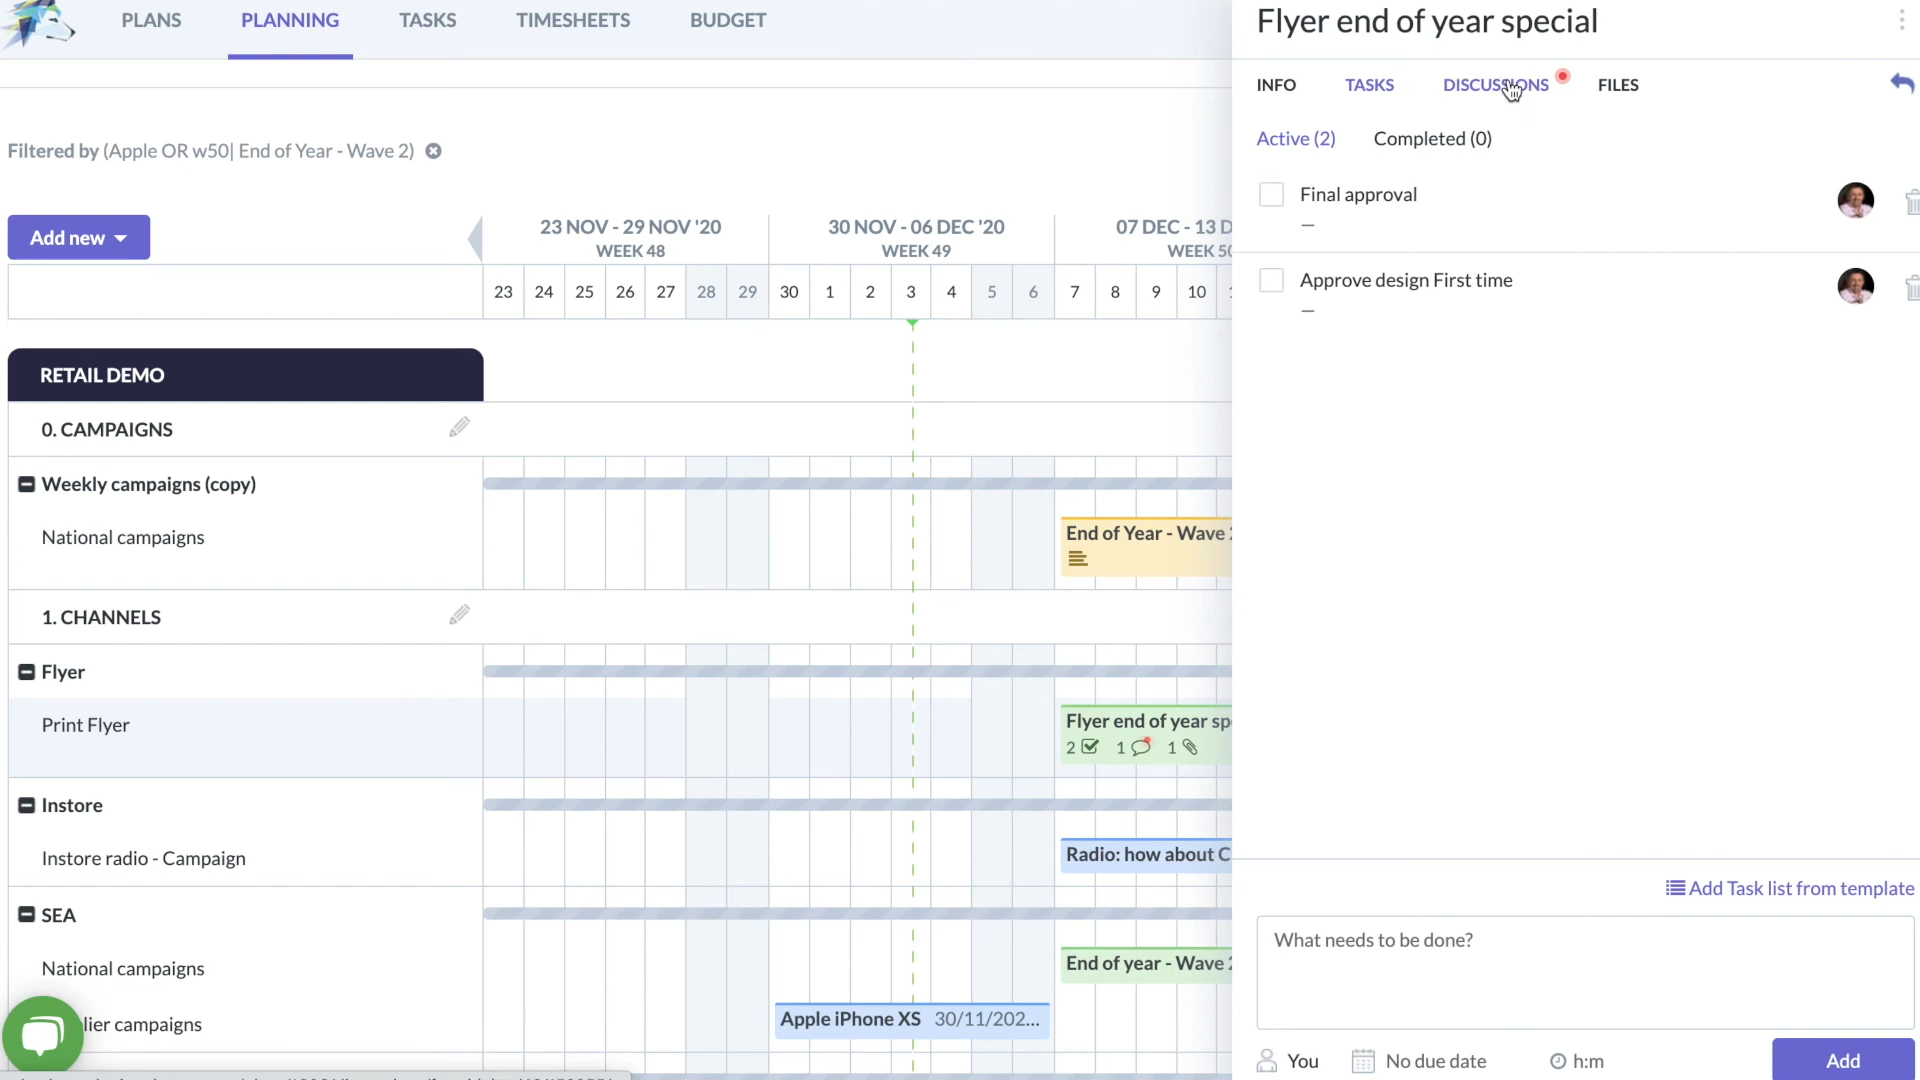 PLANS PLANNING TASKS TIMESHEETS BUDGET
Filtered by (Apple OR w50| End of Year - Wave 2)
Add new
23 NOV - 29 NOV '20 30 NOV - 06 DEC '20 07 DEC - 13 D
WEEK 48 WEEK 49 WEEK 50
23 24 25 26 27 28 29 30 1 2 3 4 5 6 7 8 9 10
RETAIL DEMO
0. CAMPAIGNS
Weekly campaigns (copy)
National campaigns
End of Year - Wave 2
1. CHANNELS
Flyer
Print Flyer
Flyer end of year sp
2 1 1
Instore
Instore radio - Campaign
Radio: how about C
SEA
National campaigns
End of year - Wave 2
lier campaigns
Apple iPhone XS 30/11/202...
Flyer end of year special
INFO TASKS DISCUSSIONS FILES
Active (2) Completed (0)
Final approval
—
Approve design First time
—
Add Task list from template
What needs to be done?
You No due date h:m
Add